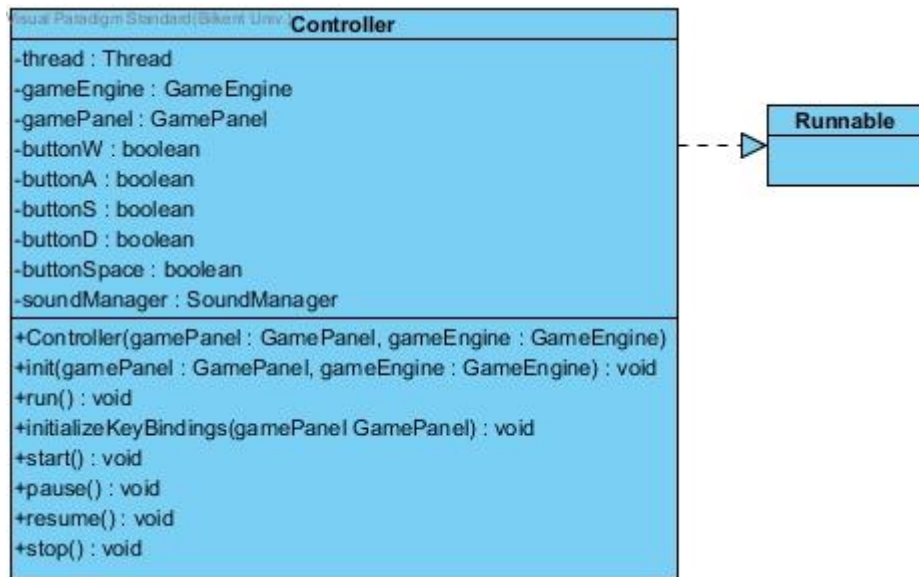 Visual Paradigm Standard(Bilkent Univ.)
Controller
-thread : Thread
-gameEngine : GameEngine
-gamePanel : GamePanel
-buttonW : boolean
-buttonA : boolean
-buttonS : boolean
-buttonD : boolean
-buttonSpace : boolean
-soundManager : SoundManager
+Controller(gamePanel : GamePanel, gameEngine : GameEngine)
+init(gamePanel : GamePanel, gameEngine : GameEngine) : void
+run() : void
+initializeKeyBindings(gamePanel GamePanel) : void
+start() : void
+pause() : void
+resume() : void
+stop() : void
Runnable